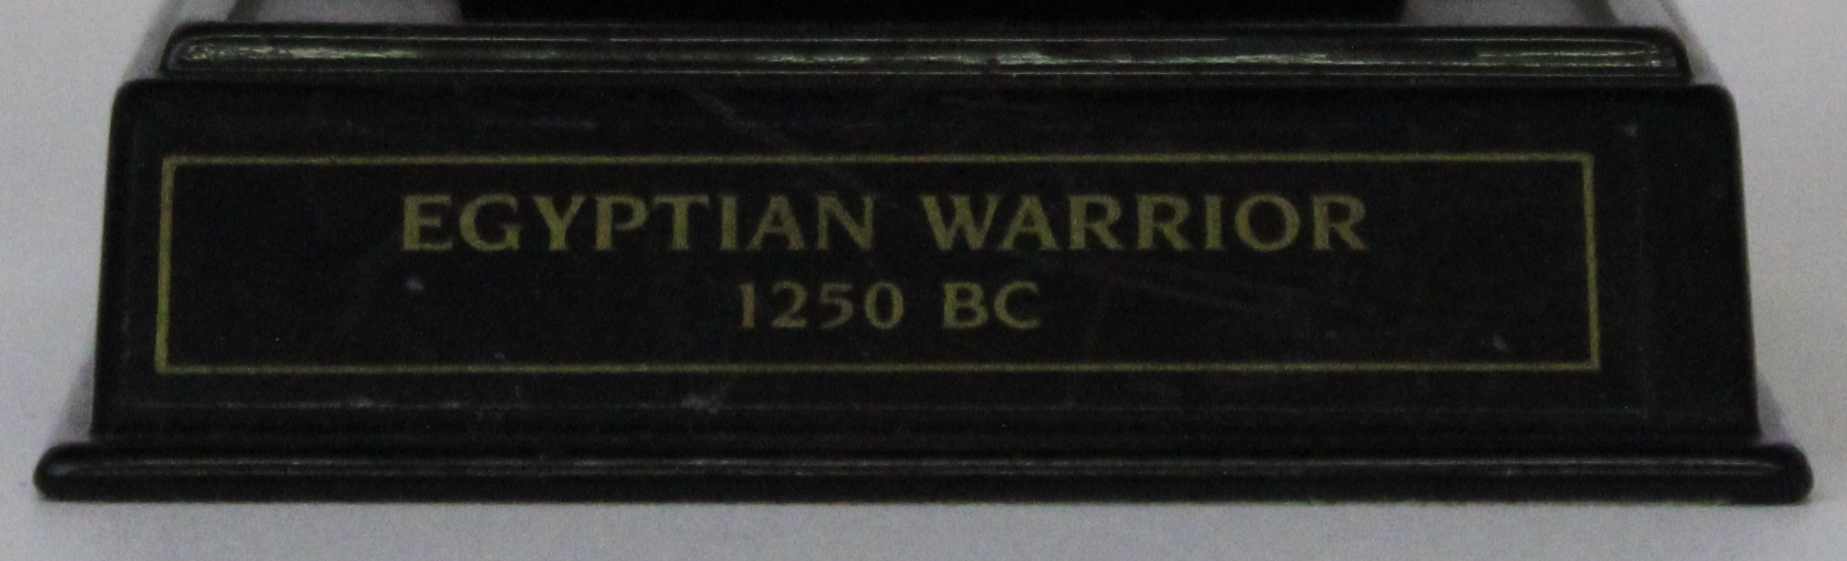 EGYPTIAN WARRIOR
1250 BC